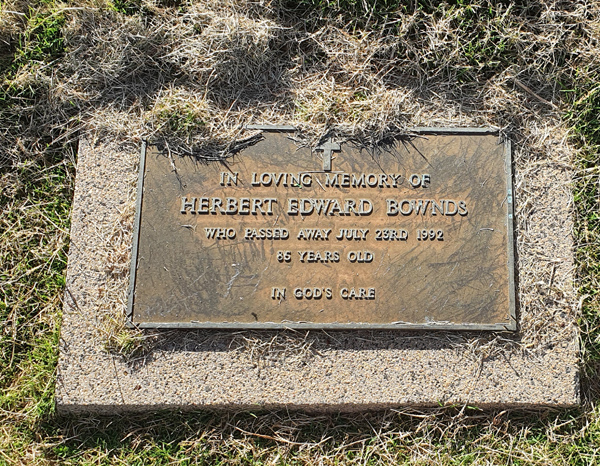 IN LOVING MEMORY OF
HERBERT EDWARD BOWNDS
WHO PASSED AWAY JULY 23RD 1992
85 YEARS OLD
IN GOD'S CARE